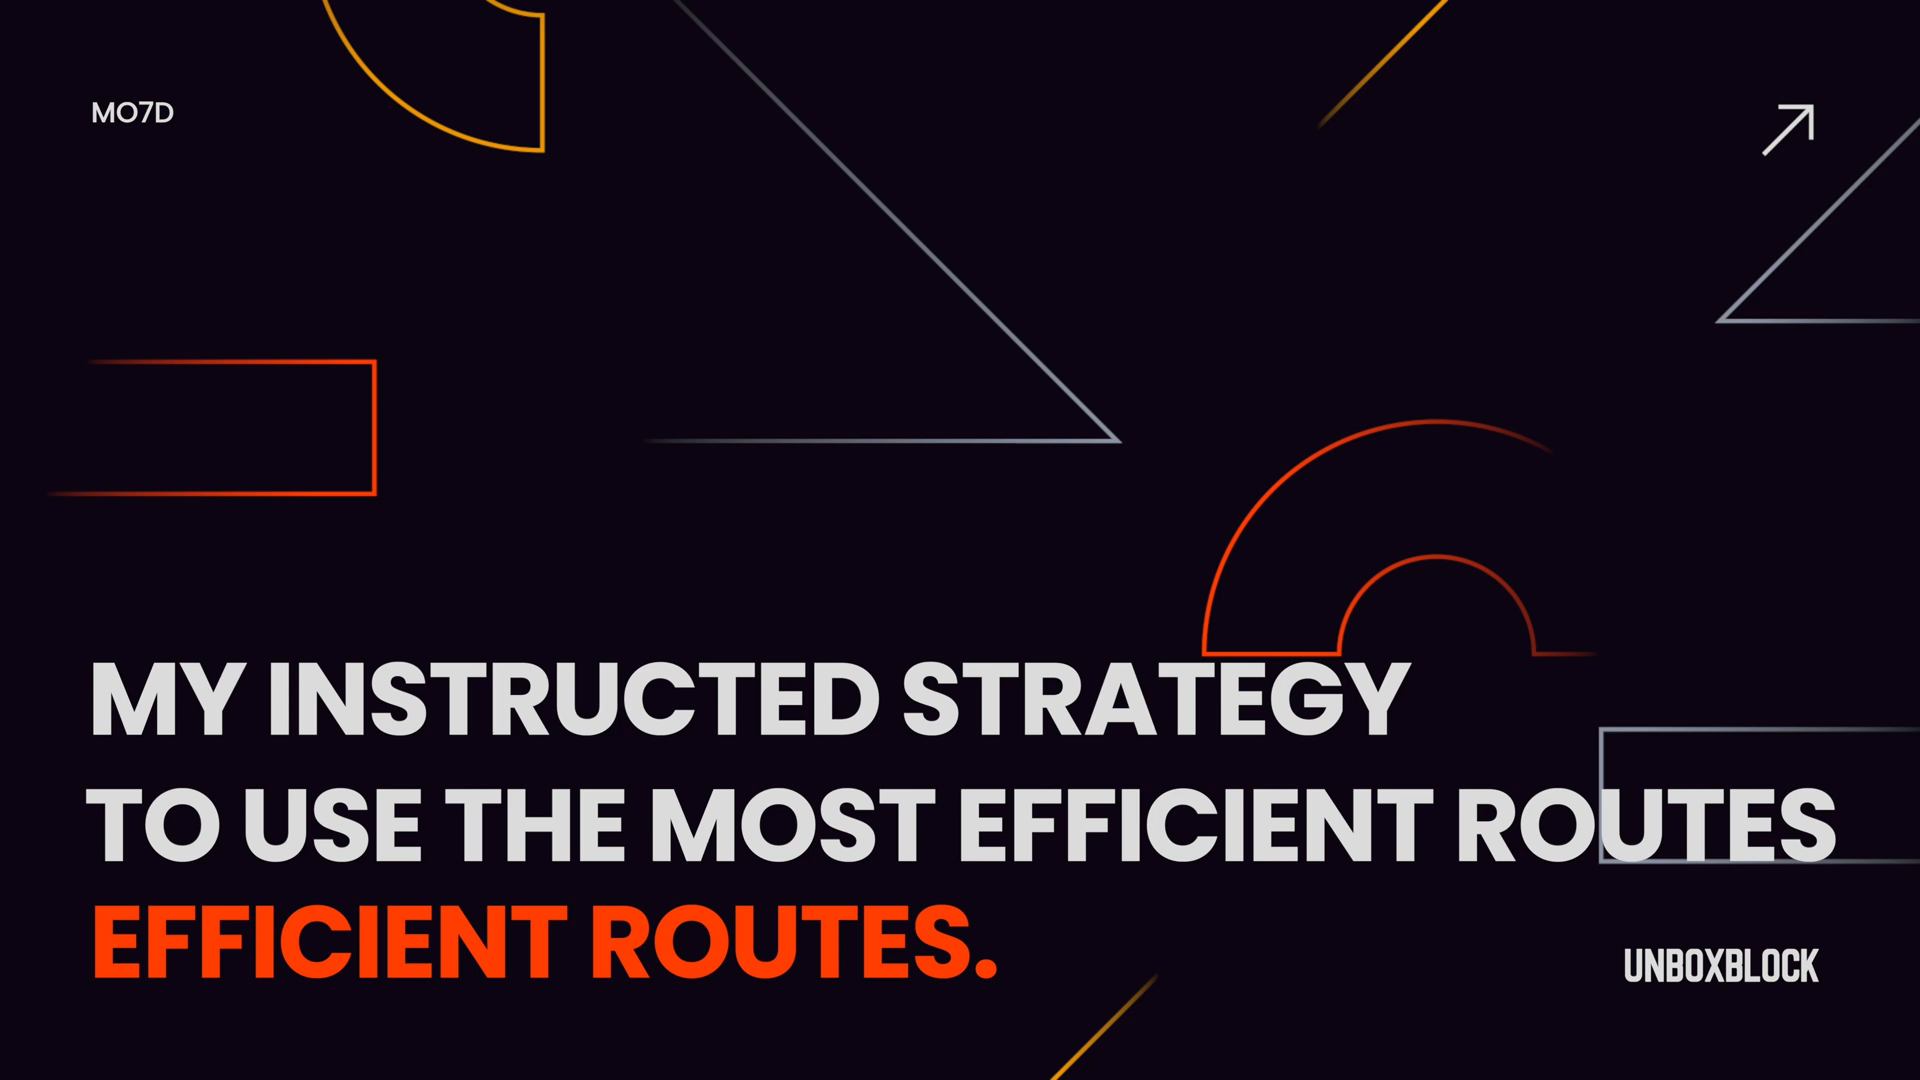 MO7D
MY INSTRUCTED STRATEGY
TO USE THE MOST EFFICIENT ROUTES
EFFICIENT ROUTES.
UNBOXBLOCK